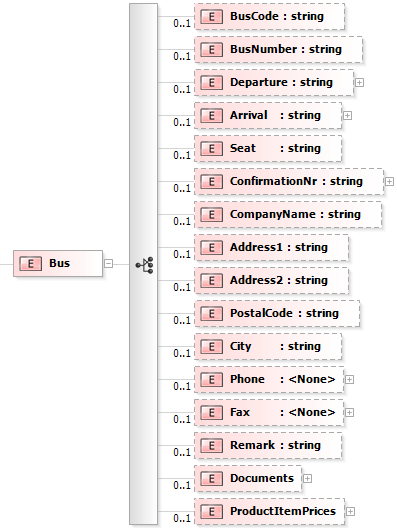 E BusCode : string
0..1
E BusNumber : string
0..1
E Departure : string
0..1
E Arrival : string
0..1
E Seat : string
0..1
E ConfirmationNr : string
0..1
E CompanyName : string
0..1
E Address1 : string
0..1
E Bus
E Address2 : string
0..1
E PostalCode : string
0..1
E City : string
0..1
E Phone : <None>
0..1
E Fax : <None>
0..1
E Remark : string
0..1
E Documents
0..1
E ProductItemPrices
0..1